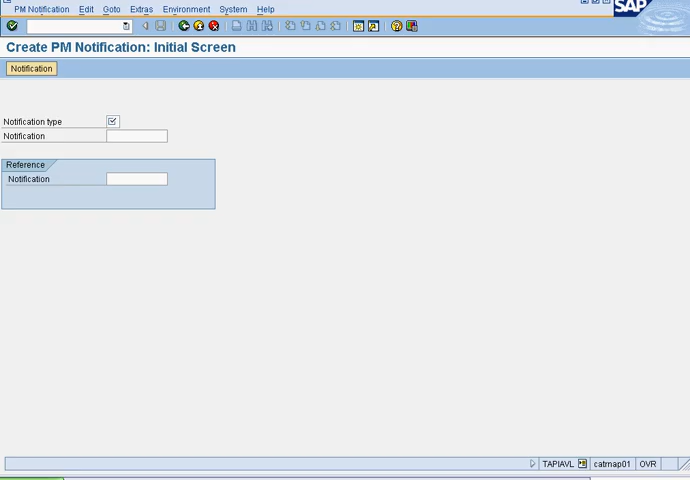 PM Notification Edit Goto Extras Environment System Help
SAP
Create PM Notification: Initial Screen
Notification
Notification type
Notification
Reference
Notification
TAPIAVL catmap01 OVR